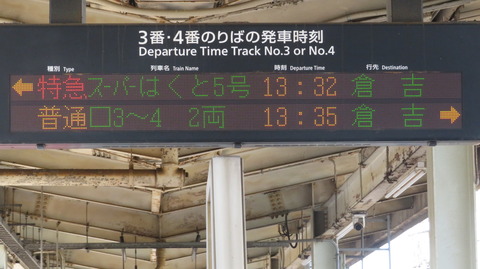 3番・4番のりばの発車時刻
Departure Time Track No.3 or No.4
種別 Type 列車名 Train Name 時刻 Departure Time 行先 Destination
← 特急 スーパーはくと5号 13:32 倉吉
普通 □3~4 2両 13:35 倉吉 →